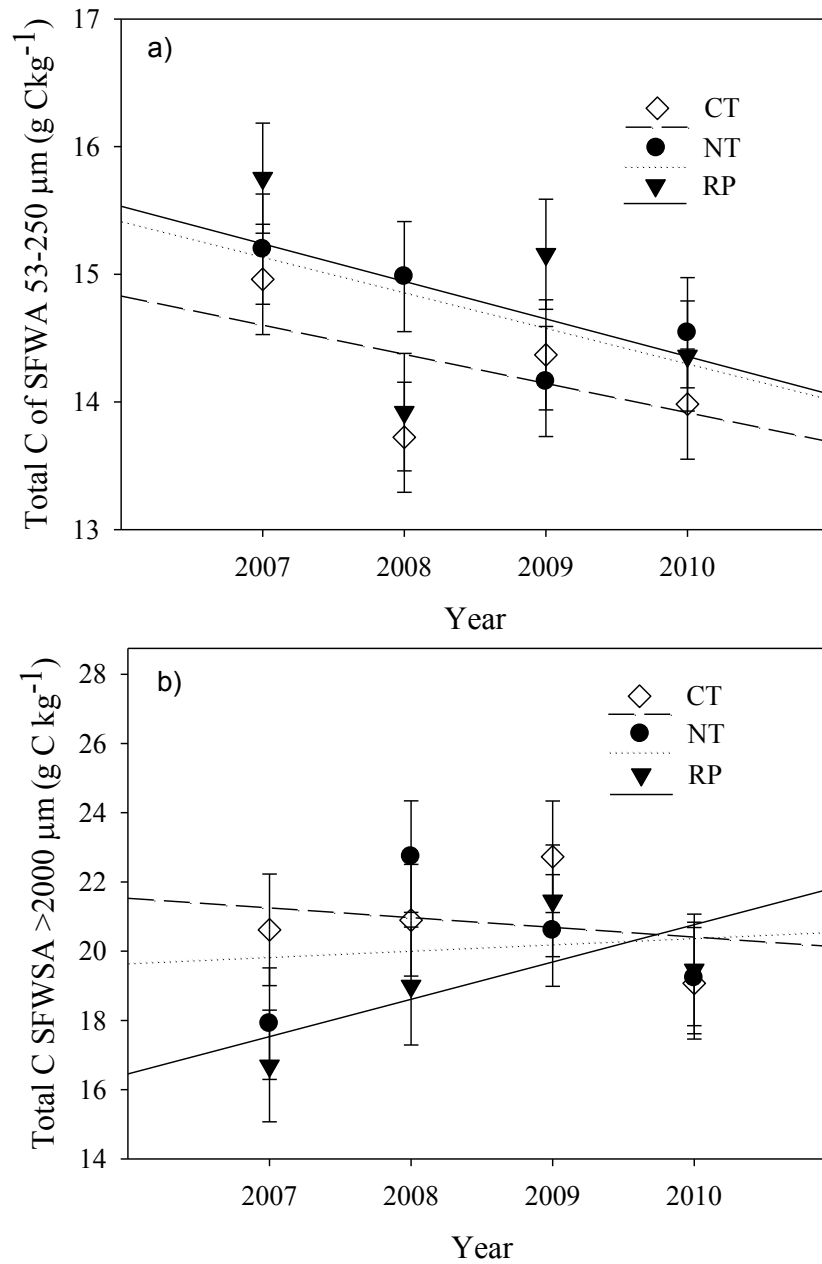 a)
Total C of SFWA 53-250 µm (g Ckg-1)
17
16
15
14
13
CT
NT
RP
2007 2008 2009 2010
Year
b)
Total C SFWSA >2000 µm (g C kg-1)
28
26
24
22
20
18
16
14
CT
NT
RP
2007 2008 2009 2010
Year